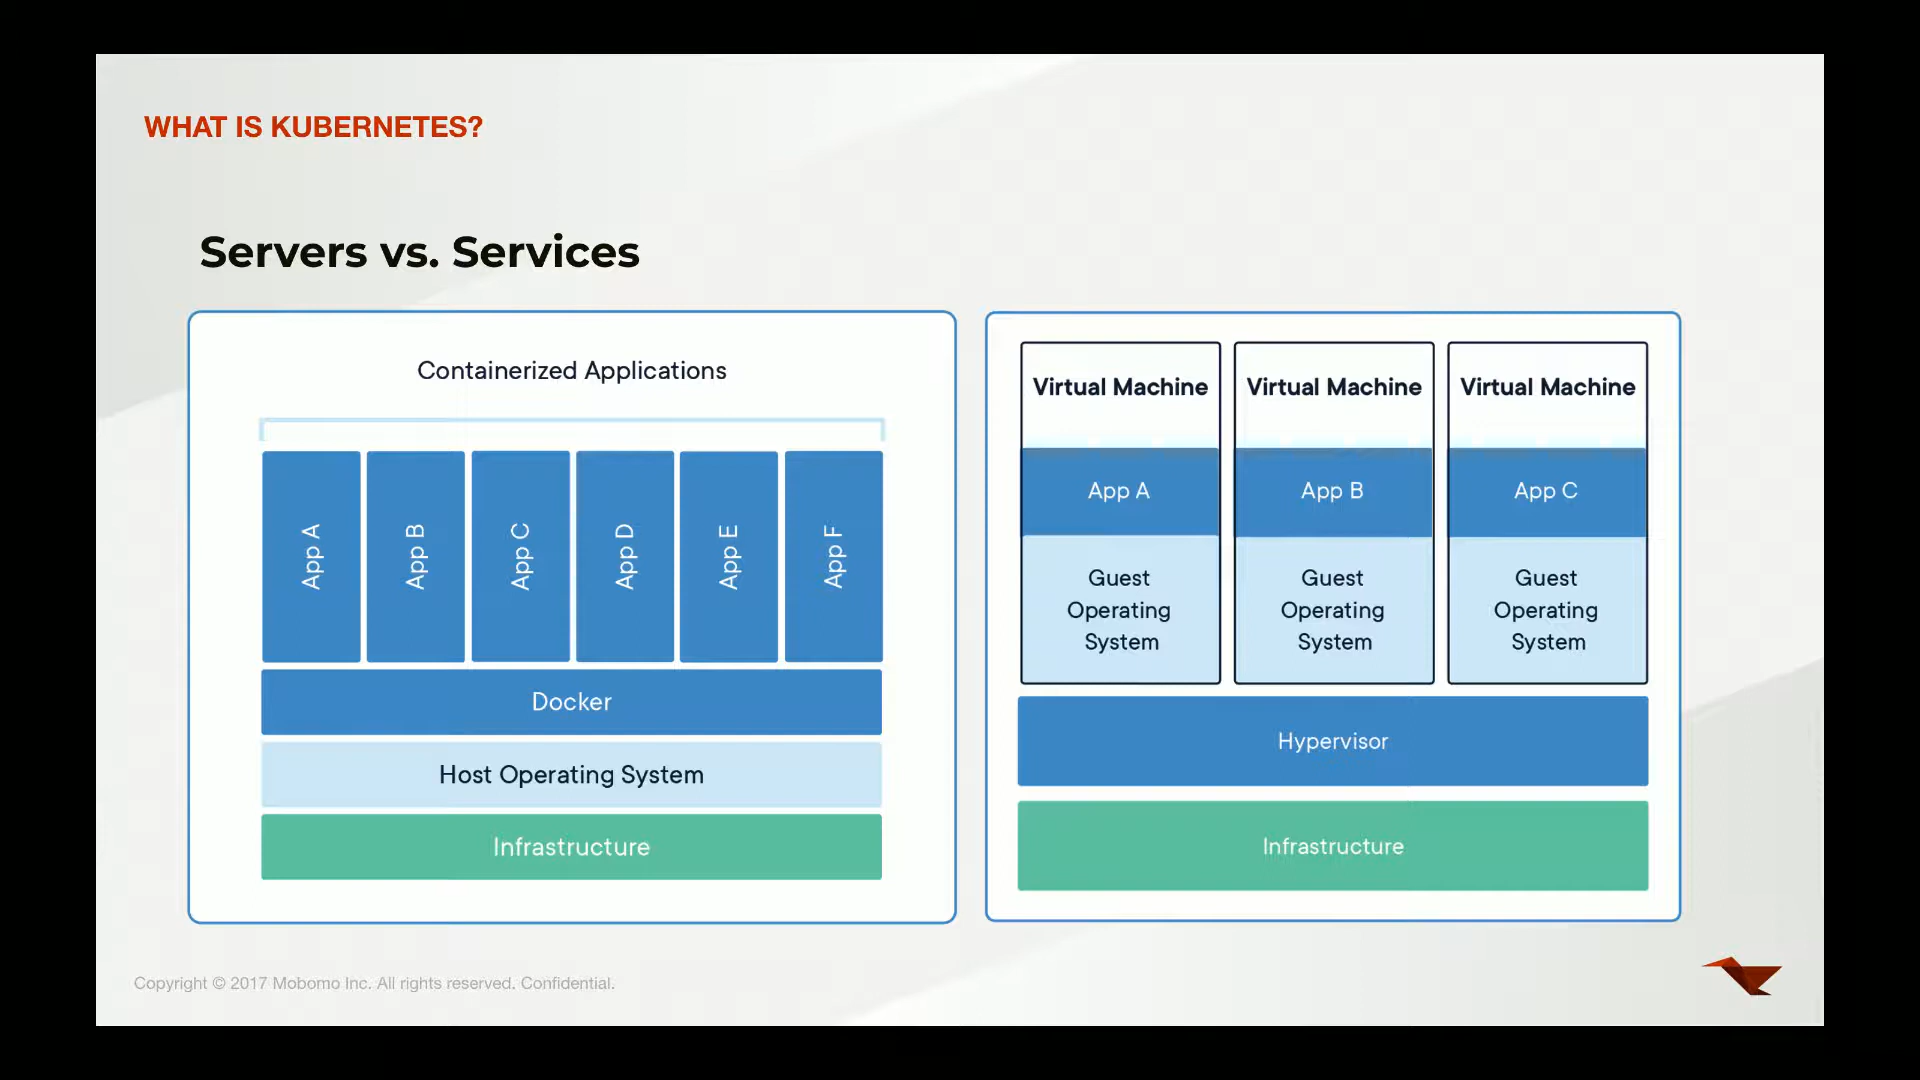 WHAT IS KUBERNETES?
Servers vs. Services
Containerized Applications
App A
App B
App C
App D
App E
App F
Docker
Host Operating System
Infrastructure
Virtual Machine
App A
Guest
Operating
System
Virtual Machine
App B
Guest
Operating
System
Virtual Machine
App C
Guest
Operating
System
Hypervisor
Infrastructure
Copyright © 2017 Mobomo Inc. All rights reserved. Confidential.